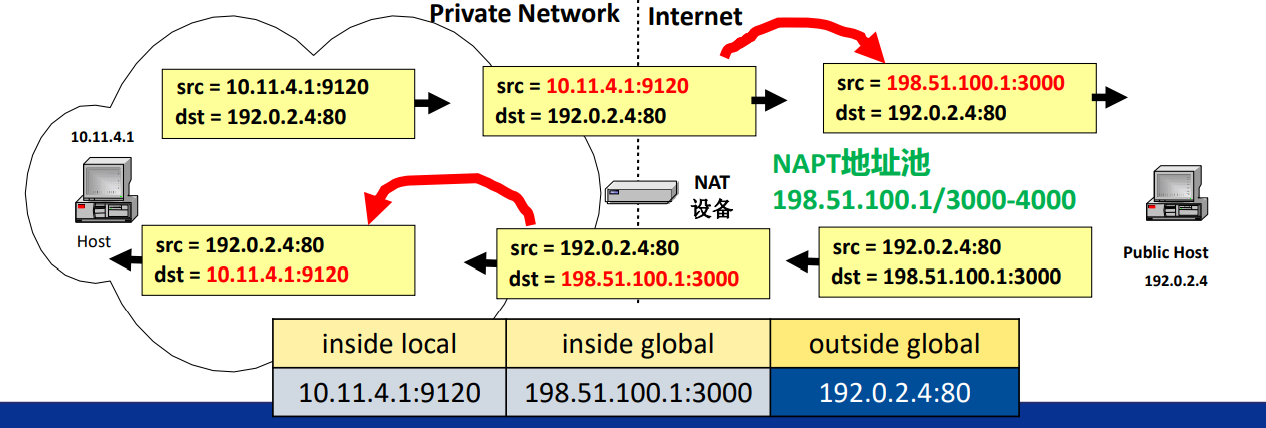 Private Network
Internet
src = 10.11.4.1:9120
dst = 192.0.2.4:80
src = 10.11.4.1:9120
dst = 192.0.2.4:80
src = 198.51.100.1:3000
dst = 192.0.2.4:80
10.11.4.1
Host
NAT
设备
NAPT地址池
198.51.100.1/3000-4000
Public Host
192.0.2.4
src = 192.0.2.4:80
dst = 10.11.4.1:9120
src = 192.0.2.4:80
dst = 198.51.100.1:3000
src = 192.0.2.4:80
dst = 198.51.100.1:3000
inside local
inside global
outside global
10.11.4.1:9120
198.51.100.1:3000
192.0.2.4:80